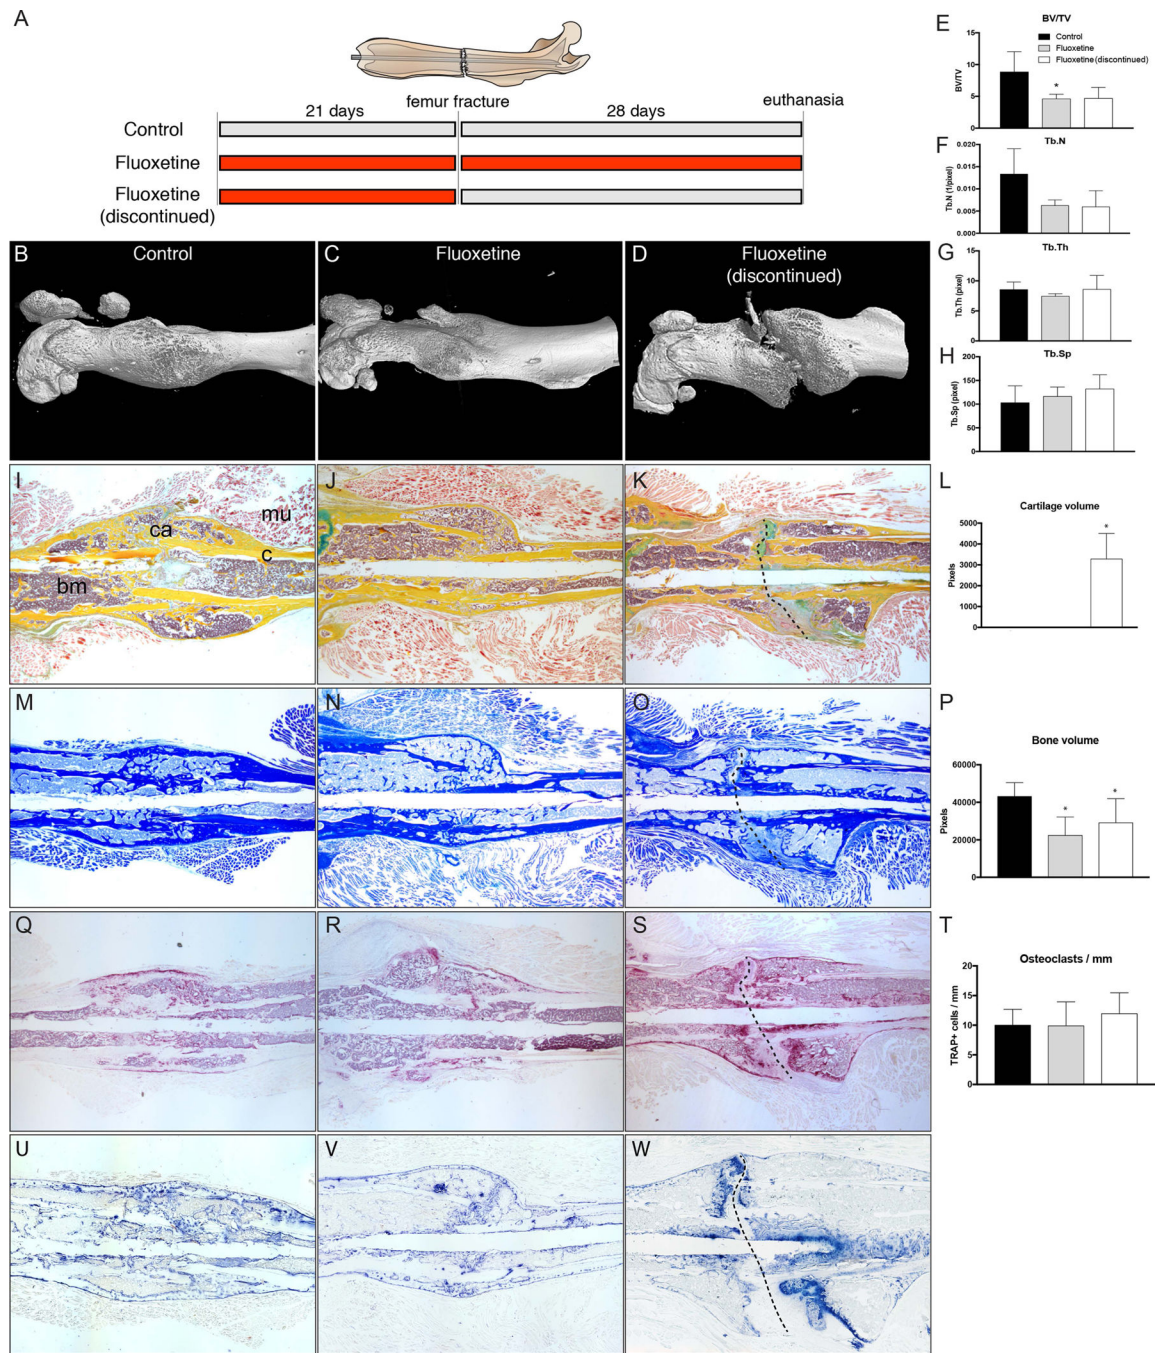 A
femur fracture
euthanasia
21 days
28 days
Control
Fluoxetine
Fluoxetine
(discontinued)
B
Control
C
Fluoxetine
D
Fluoxetine
(discontinued)
E
BV/TV
Control
Fluoxetine
Fluoxetine (discontinued)
BV/TV
15
10
5
0
*
F
Tb.N
Tb.N (1/pixel)
0.020
0.015
0.010
0.005
0.000
G
Tb.Th
Tb.Th (pixel)
15
10
5
0
H
Tb.Sp
Tb.Sp (pixel)
200
150
100
50
0
I
ca
mu
c
bm
J
K
L
Cartilage volume
Pixels
5000
4000
3000
2000
1000
0
*
M
N
O
P
Bone volume
Pixels
60000
40000
20000
0
*
*
Q
R
S
T
Osteoclasts / mm
TRAP+ cells / mm
20
15
10
5
0
U
V
W